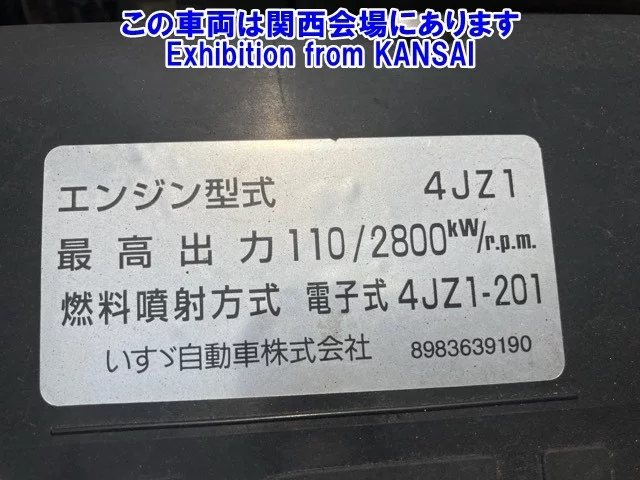 この車両は関西会場にあります
Exhibition from KANSAI
エンジン型式 4JZ1
最高出力 110/2800kW/r.p.m.
燃料噴射方式 電子式 4JZ1-201
いすゞ自動車株式会社 8983639190